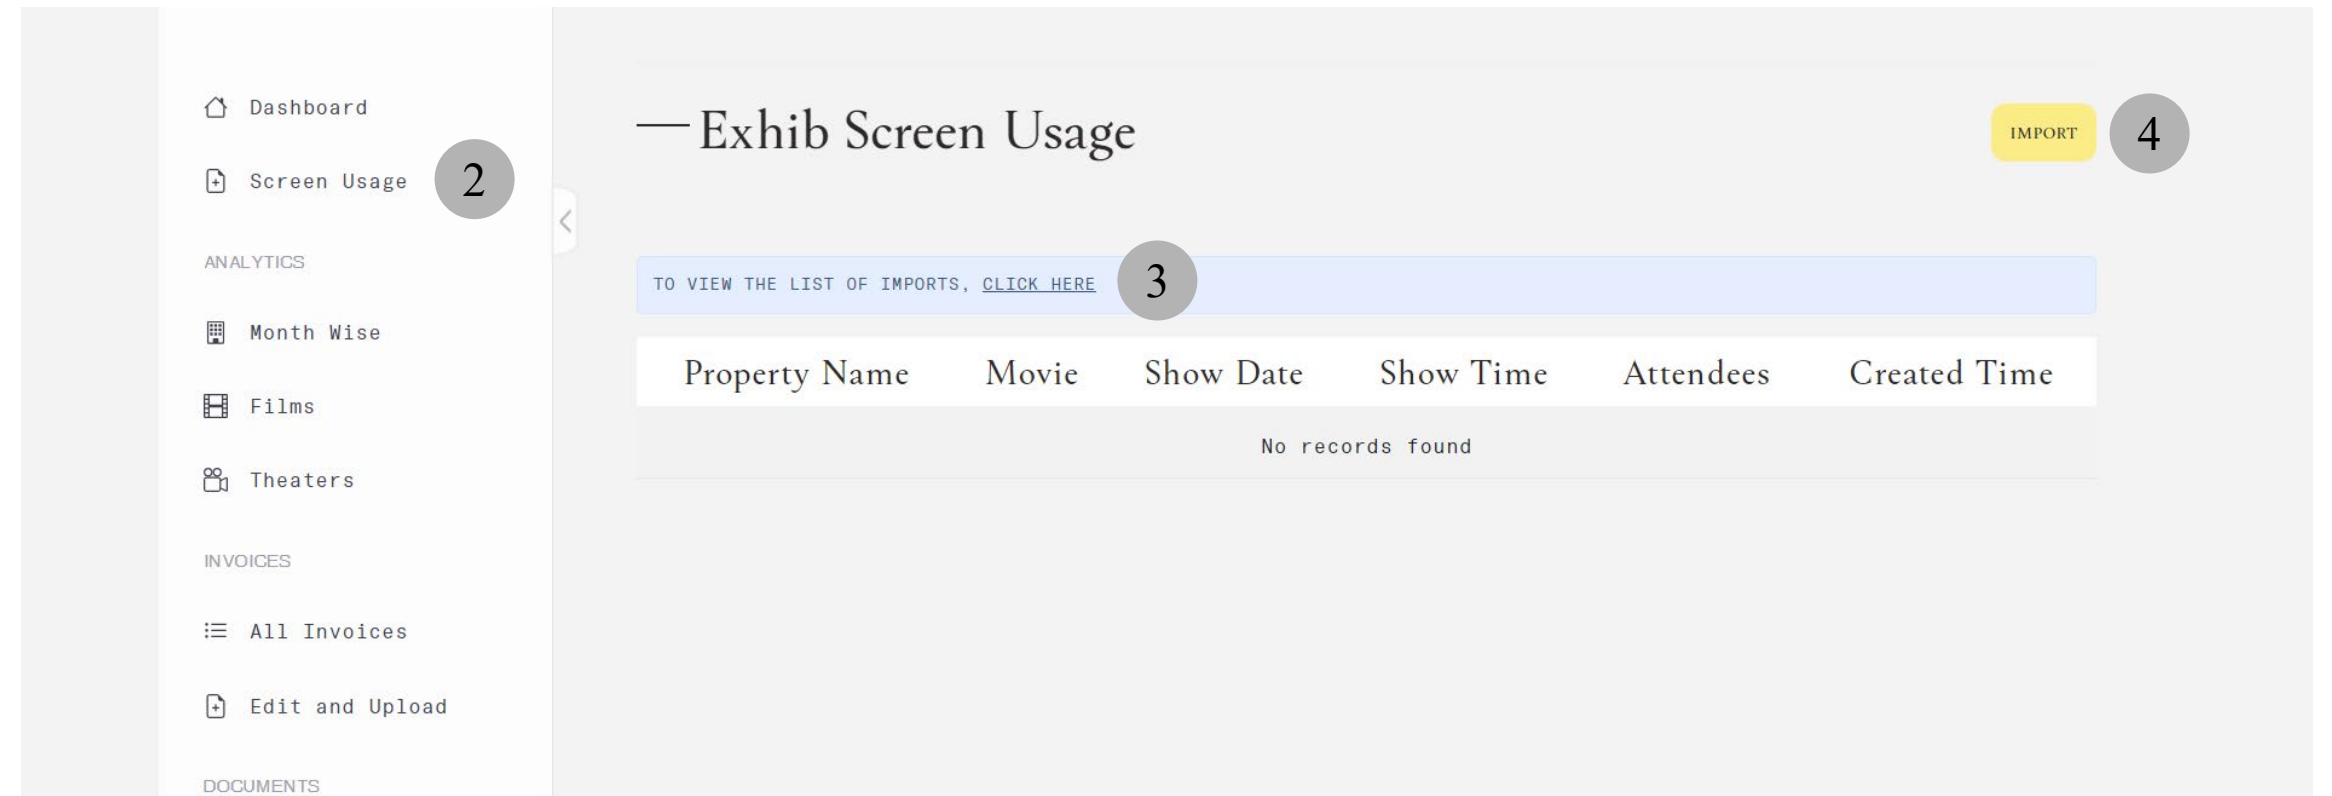 Dashboard
Screen Usage
2
ANALYTICS
Month Wise
Films
Theaters
INVOICES
All Invoices
Edit and Upload
DOCUMENTS
Exhib Screen Usage
IMPORT
4
TO VIEW THE LIST OF IMPORTS, CLICK HERE
3
Property Name Movie Show Date Show Time Attendees Created Time
No records found